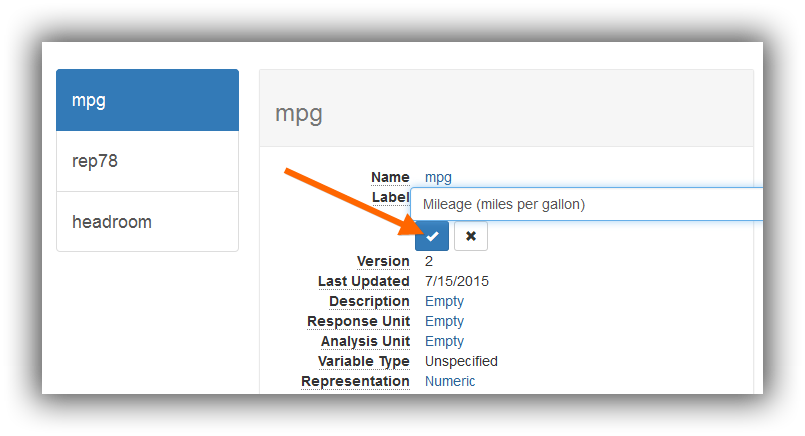 mpg
rep78
headroom
mpg
Name mpg
Label Mileage (miles per gallon)
Version 2
Last Updated 7/15/2015
Description Empty
Response Unit Empty
Analysis Unit Empty
Variable Type Unspecified
Representation Numeric